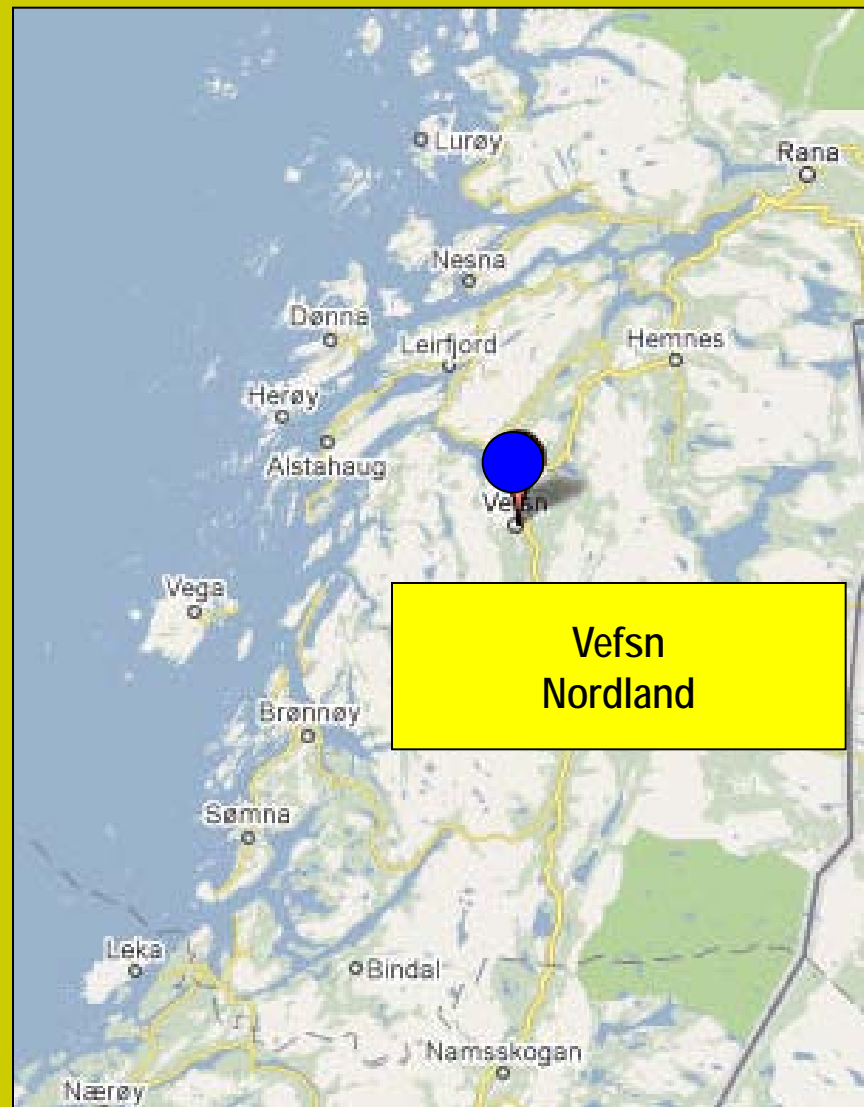 Lurøy
Rana
Nesna
Dønna
Leirfjord
Hemnes
Herøy
Alstahaug
Vefsn
Vega
Vefsn
Nordland
Brønnøy
Sømna
Leka
Bindal
Namsskogan
Nærøy